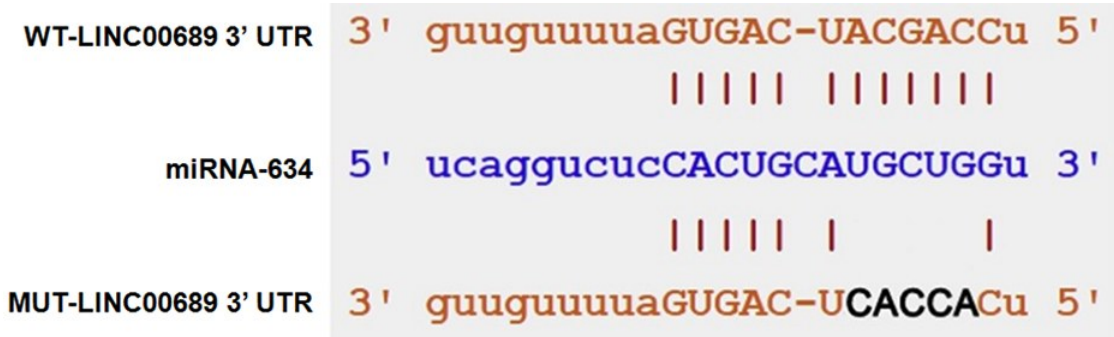 WT-LINC00689 3' UTR 3' guuguuuuaGUGAC-UACGACCu 5'
miRNA-634 5' ucaggucucCACUGCAUGCUGGu 3'
MUT-LINC00689 3' UTR 3' guuguuuuaGUGAC-UCACCACu 5'